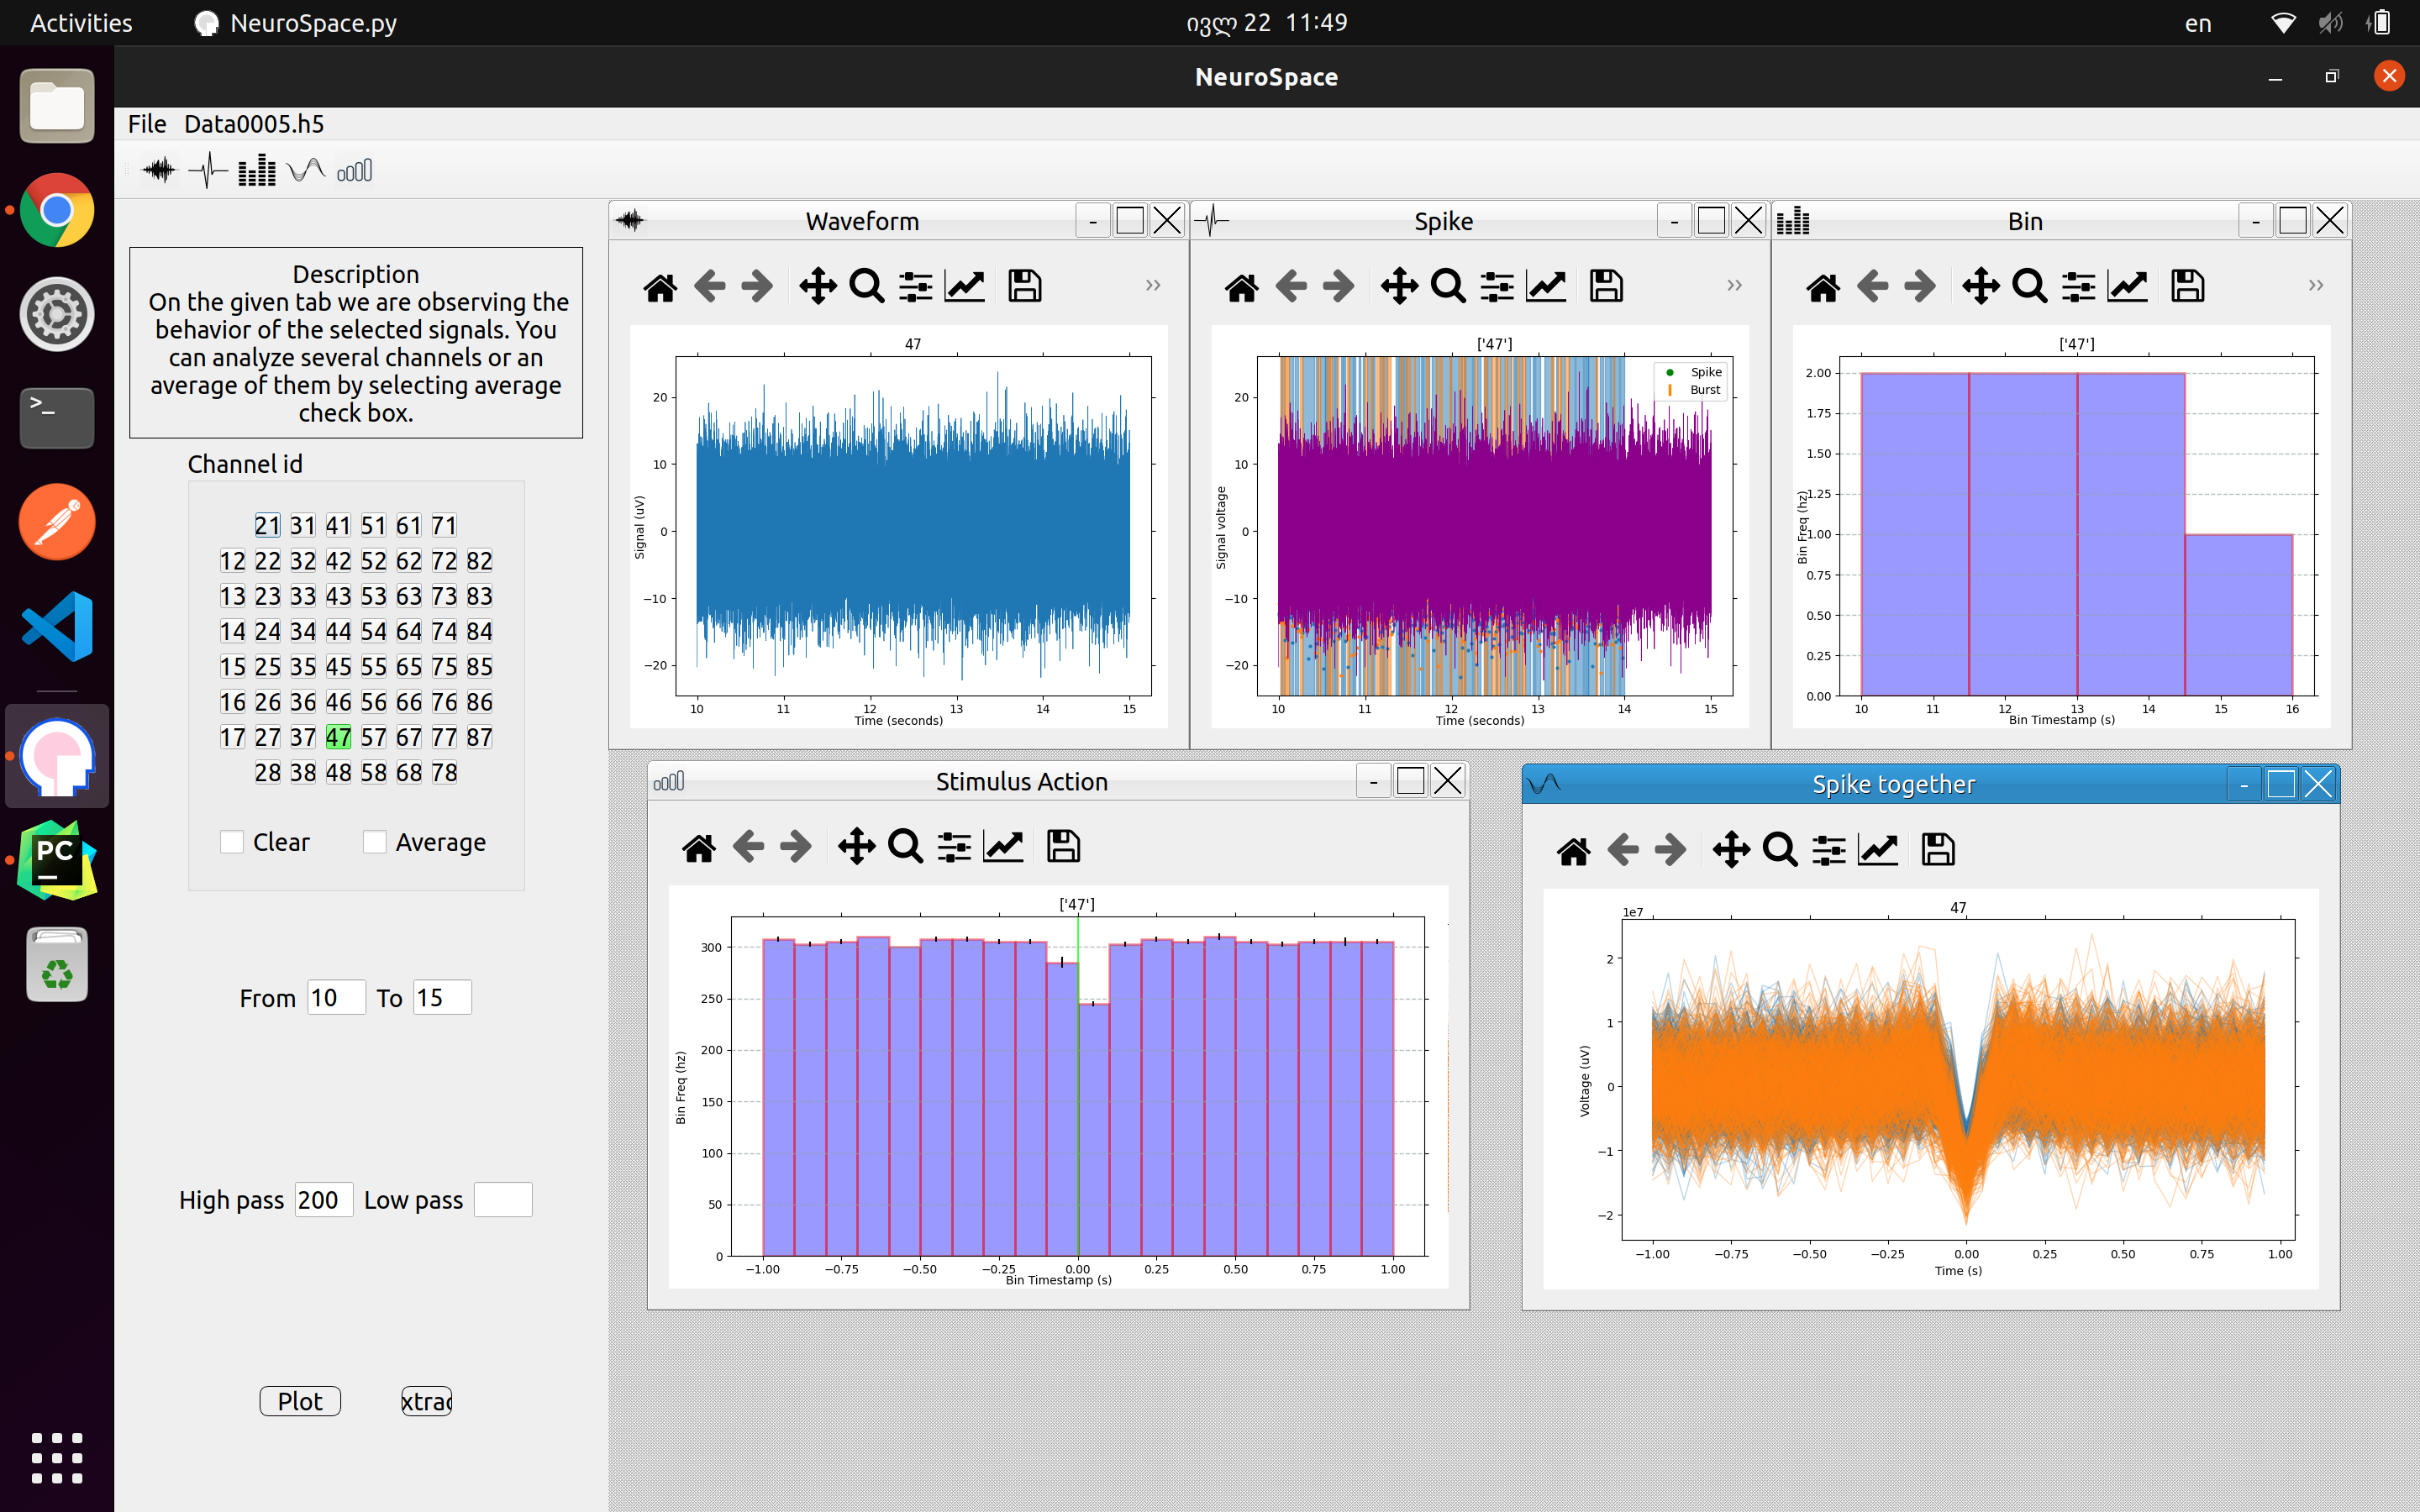 Activities NeuroSpace.py ივლ 22 11:49 en
NeuroSpace
File Data0005.h5
Description
On the given tab we are observing the
behavior of the selected signals. You
can analyze several channels or an
average of them by selecting average
check box.
Channel id
21 31 41 51 61 71
12 22 32 42 52 62 72 82
13 23 33 43 53 63 73 83
14 24 34 44 54 64 74 84
15 25 35 45 55 65 75 85
16 26 36 46 56 66 76 86
17 27 37 47 57 67 77 87
28 38 48 58 68 78
Clear Average
From 10 To 15
High pass 200 Low pass
Plot xtrac
Waveform
47
Signal (uV)
20
10
0
−10
−20
10 11 12 13 14 15
Time (seconds)
Spike
['47']
Spike
Burst
Signal voltage
20
10
0
−10
−20
10 11 12 13 14 15
Time (seconds)
Bin
['47']
Bin Freq (hz)
2.00
1.75
1.50
1.25
1.00
0.75
0.50
0.25
0.00
10 11 12 13 14 15 16
Bin Timestamp (s)
Stimulus Action
['47']
Bin Freq (hz)
300
250
200
150
100
50
0
−1.00 −0.75 −0.50 −0.25 0.00 0.25 0.50 0.75 1.00
Bin Timestamp (s)
Spike together
1e7
47
Voltage (uV)
2
1
0
−1
−2
−1.00 −0.75 −0.50 −0.25 0.00 0.25 0.50 0.75 1.00
Time (s)
>_
PC